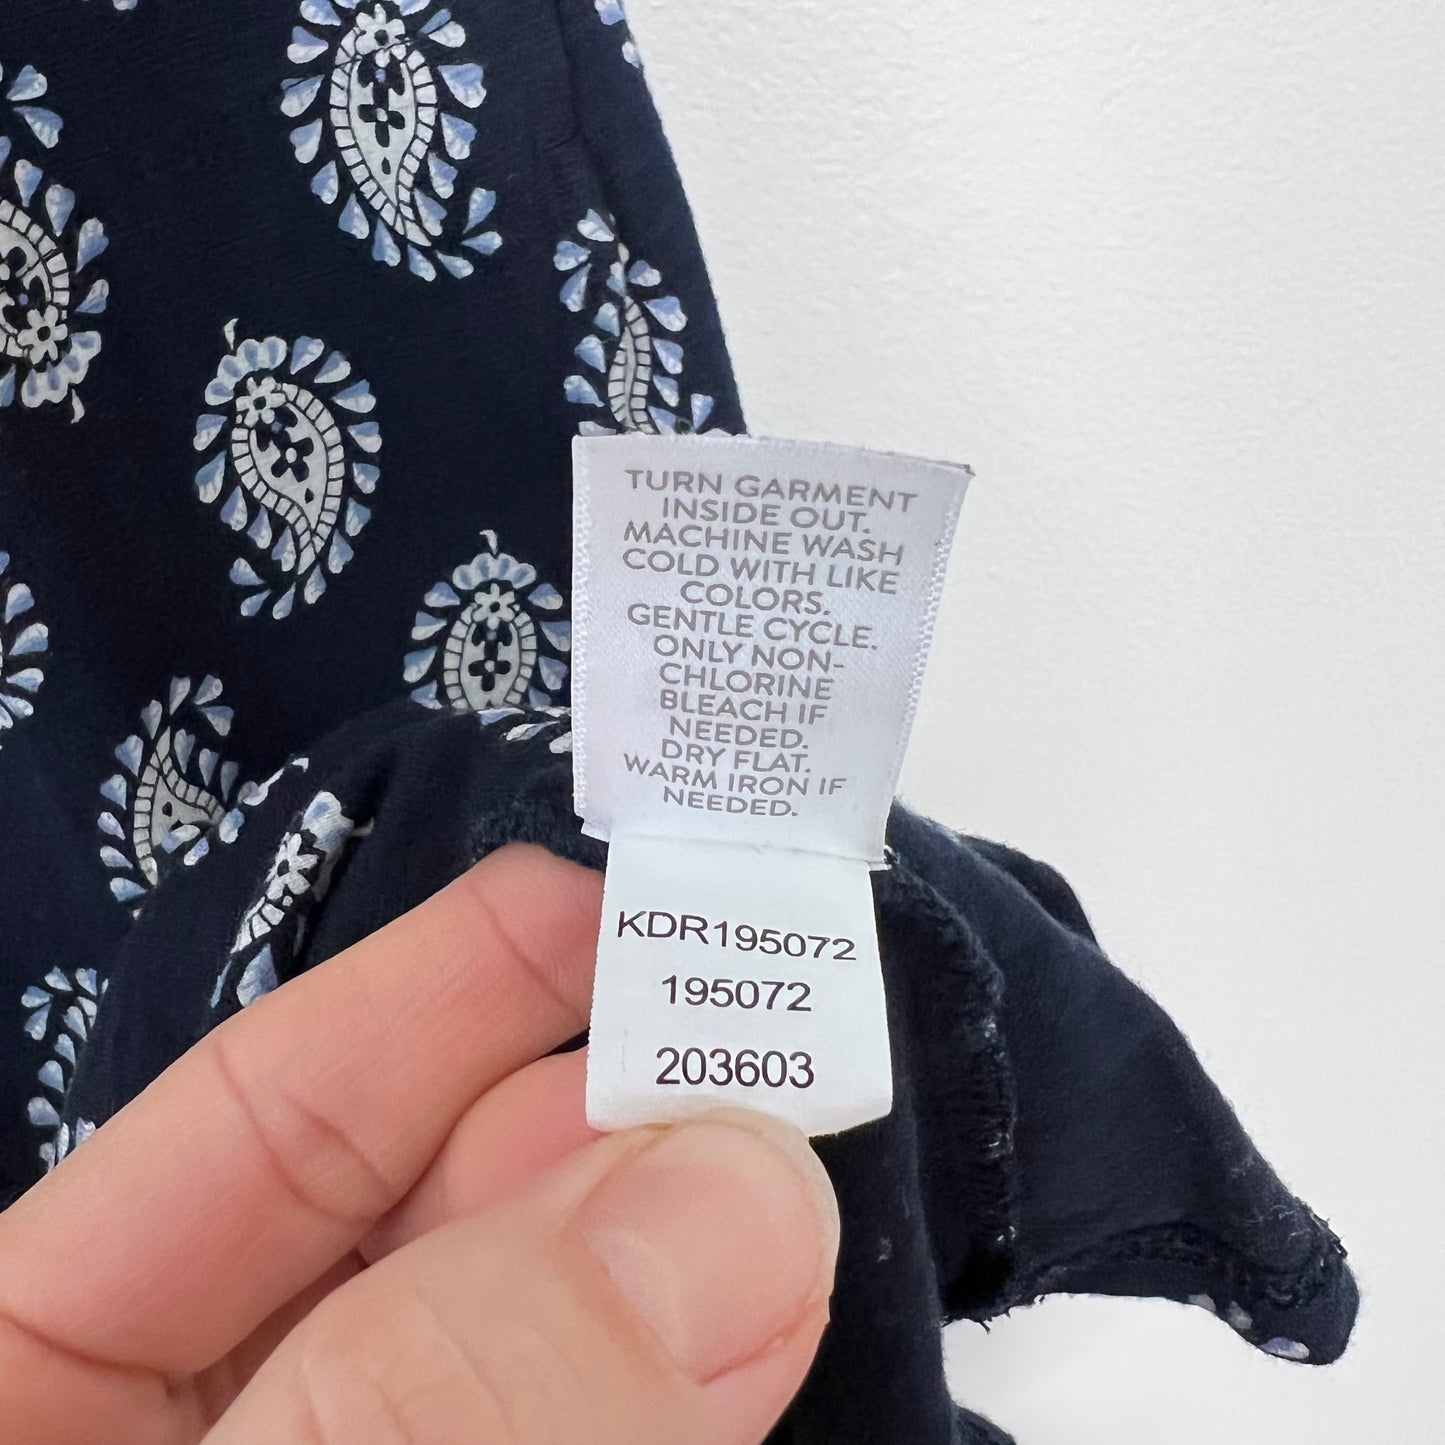 TURN GARMENT
INSIDE OUT.
MACHINE WASH
COLD WITH LIKE
COLORS.
GENTLE CYCLE.
ONLY NON-
CHLORINE
BLEACH IF
NEEDED.
DRY FLAT.
WARM IRON IF
NEEDED.
KDR195072
195072
203603